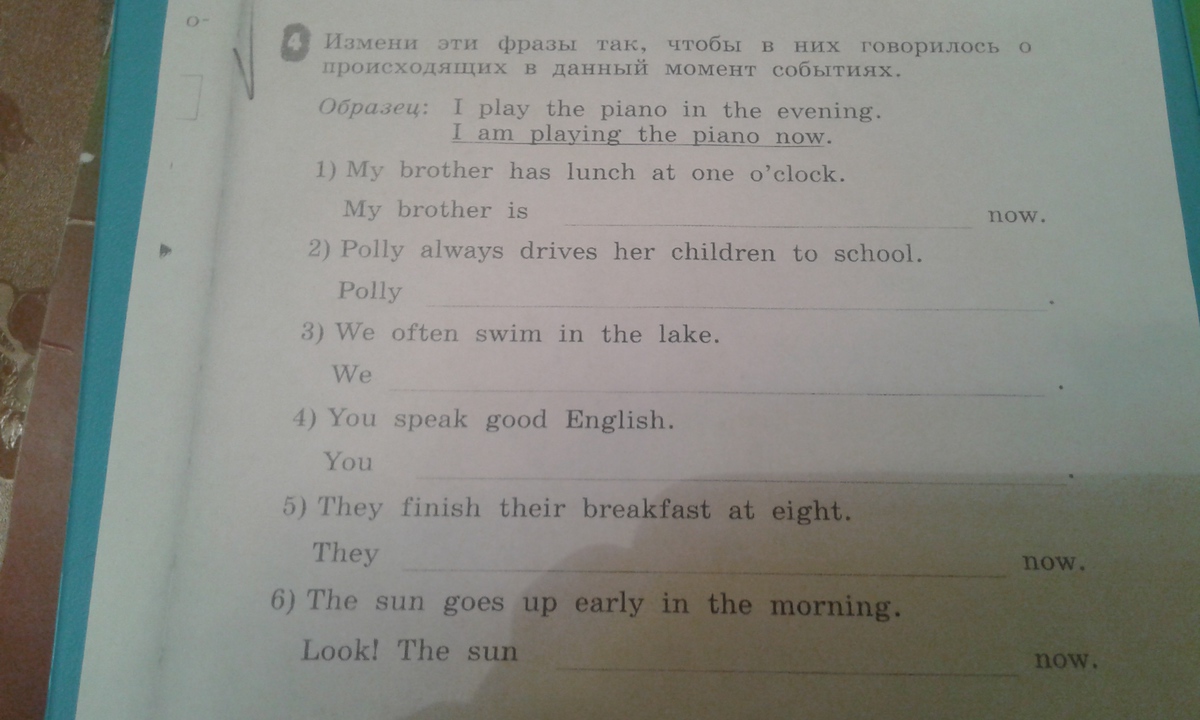 о-
4 Измени эти фразы так, чтобы в них говорилось о
происходящих в данный момент событиях.
Образец: I play the piano in the evening.
I am playing the piano now.
1) My brother has lunch at one o'clock.
My brother is now.
2) Polly always drives her children to school.
Polly .
3) We often swim in the lake.
We .
4) You speak good English.
You .
5) They finish their breakfast at eight.
They now.
6) The sun goes up early in the morning.
Look! The sun now.